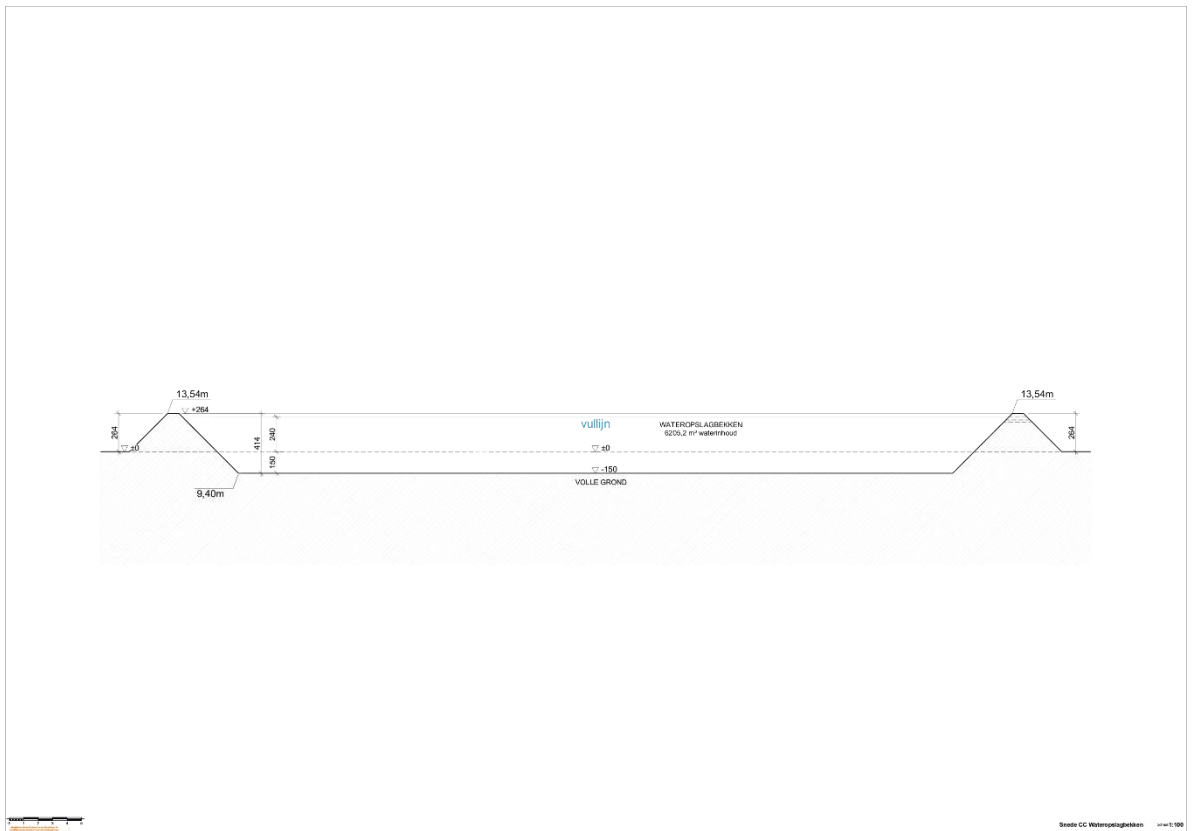 13,54m
13,54m
+264
264
±0
414
240
150
vullijn
WATEROPSLAGBEKKEN
6205,2 m³ waterinhoud
±0
264
-150
VOLLE GROND
9,40m
Snede CC Wateropslagbekken
1:100